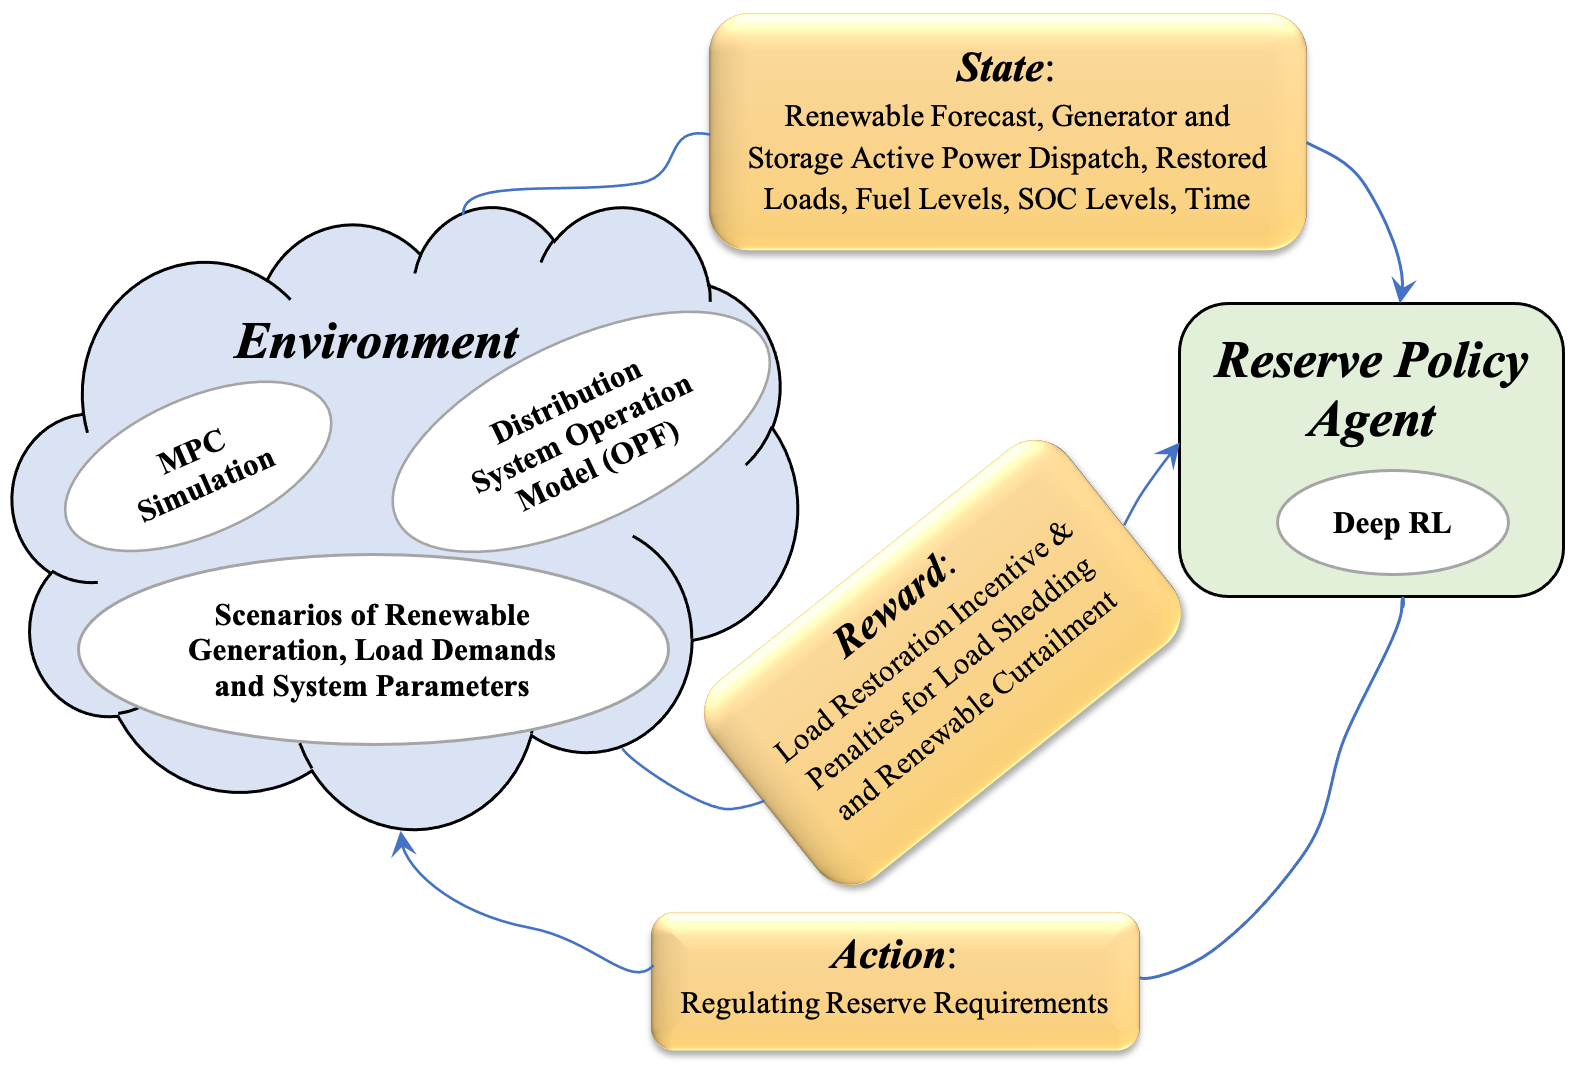 State:
Renewable Forecast, Generator and
Storage Active Power Dispatch, Restored
Loads, Fuel Levels, SOC Levels, Time
Environment
MPC
Simulation
Distribution
System Operation
Model (OPF)
Scenarios of Renewable
Generation, Load Demands
and System Parameters
Reserve Policy
Agent
Deep RL
Reward:
Load Restoration Incentive &
Penalties for Load Shedding
and Renewable Curtailment
Action:
Regulating Reserve Requirements